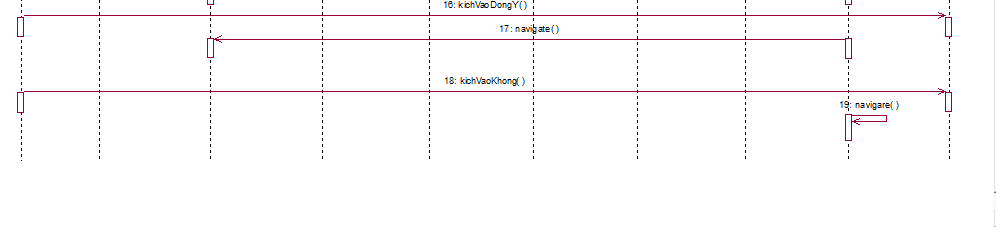 16: kichVaoDongY()
17: navigate()
18: kichVaoKhong()
19: navigare()